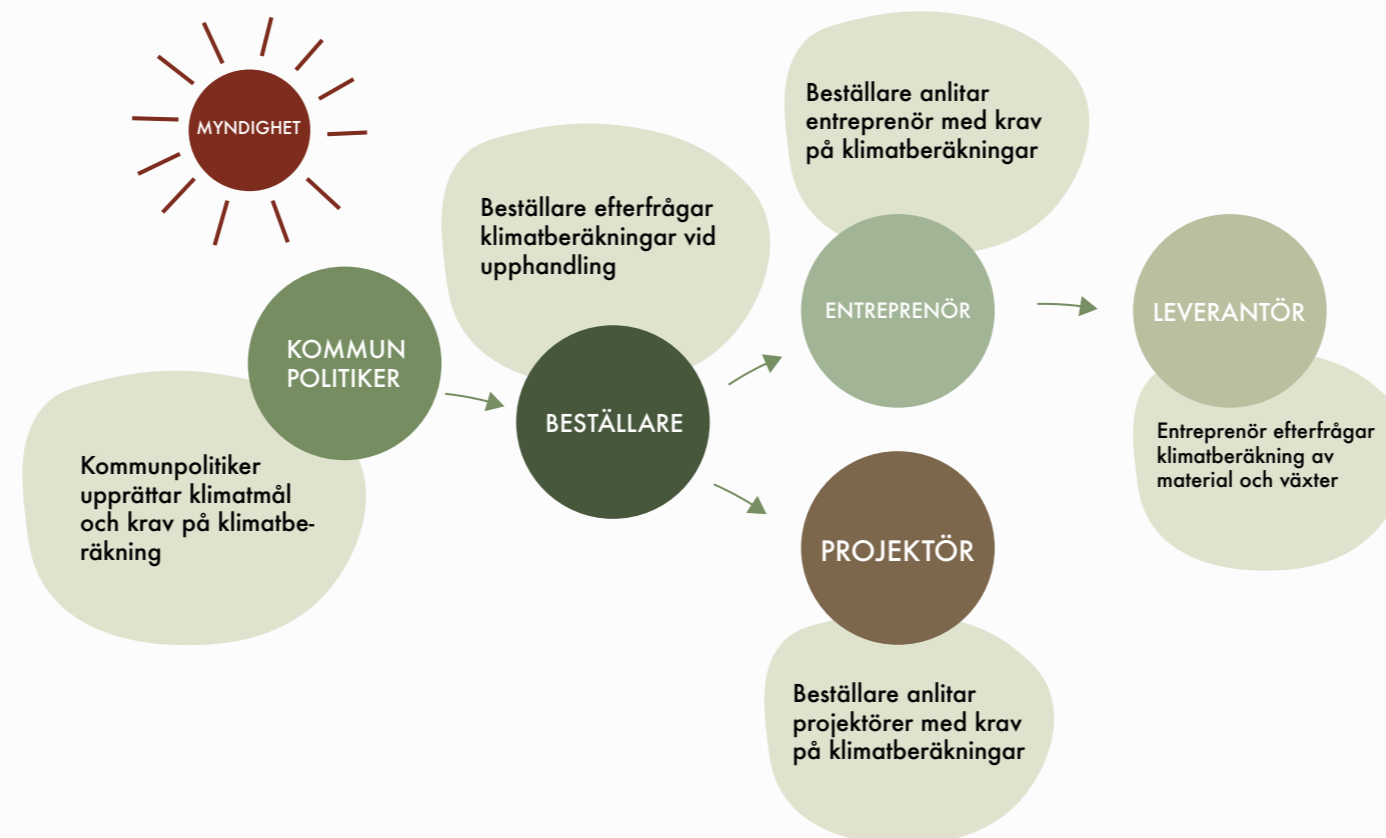 MYNDIGHET
KOMMUN
POLITIKER
Kommunpolitiker
upprättar klimatmål
och krav på klimatbe-
räkning
Beställare efterfrågar
klimatberäkningar vid
upphandling
BESTÄLLARE
Beställare anlitar
entreprenör med krav
på klimatberäkningar
ENTREPRENÖR
PROJEKTÖR
Beställare anlitar
projektörer med krav
på klimatberäkningar
LEVERANTÖR
Entreprenör efterfrågar
klimatberäkning av
material och växter